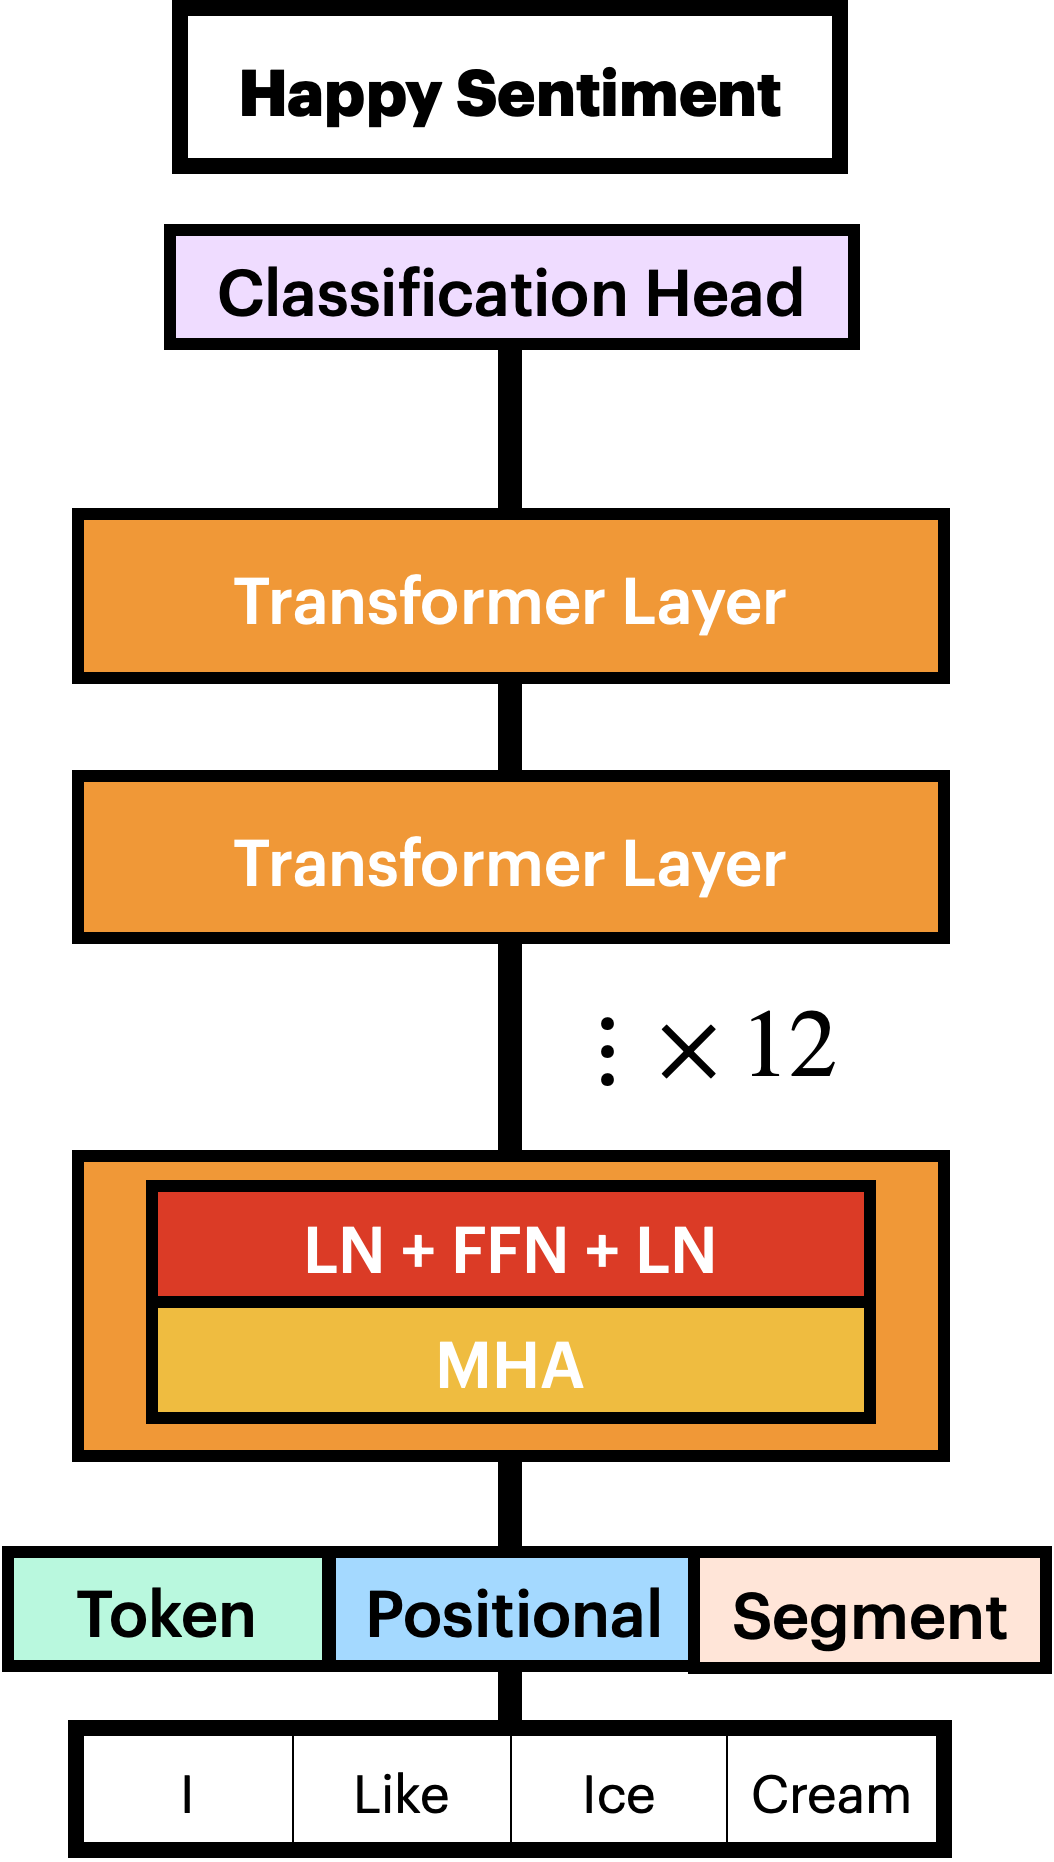 Happy Sentiment
Classification Head
Transformer Layer
Transformer Layer
⋮ × 12
LN + FFN + LN
MHA
Token Positional Segment
I Like Ice Cream